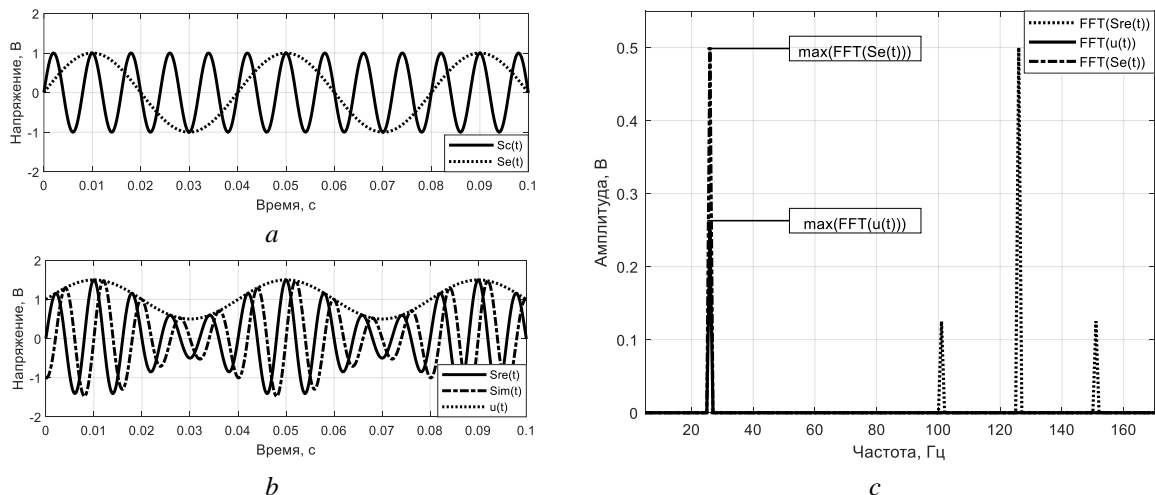 2
1
0
-1
-2
Напряжение, В
Sc(t)
Se(t)
0 0.01 0.02 0.03 0.04 0.05 0.06 0.07 0.08 0.09 0.1
Время, с
a
2
1
0
-1
-2
Напряжение, В
Sre(t)
Sim(t)
u(t)
0 0.01 0.02 0.03 0.04 0.05 0.06 0.07 0.08 0.09 0.1
Время, с
b
FFT(Sre(t))
FFT(u(t))
FFT(Se(t))
max(FFT(Se(t)))
max(FFT(u(t)))
0.5
0.4
0.3
0.2
0.1
0
Амплитуда, В
20 40 60 80 100 120 140 160
Частота, Гц
c